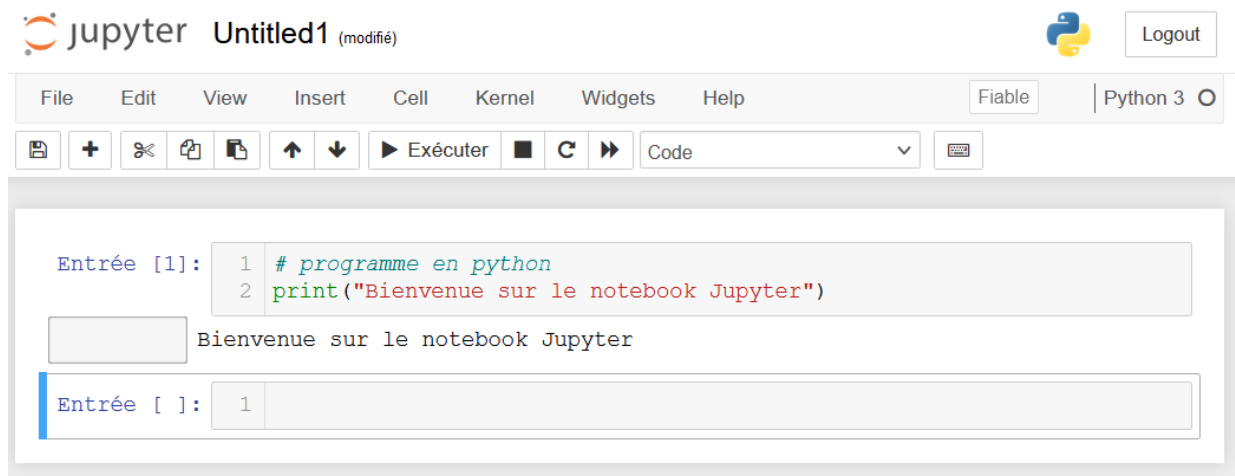 jupyter Untitled1 (modifié) Logout
File Edit View Insert Cell Kernel Widgets Help Fiable Python 3
Exécuter Code
Entrée [1]: 1 # programme en python
2 print("Bienvenue sur le notebook Jupyter")
Bienvenue sur le notebook Jupyter
Entrée [ ]: 1